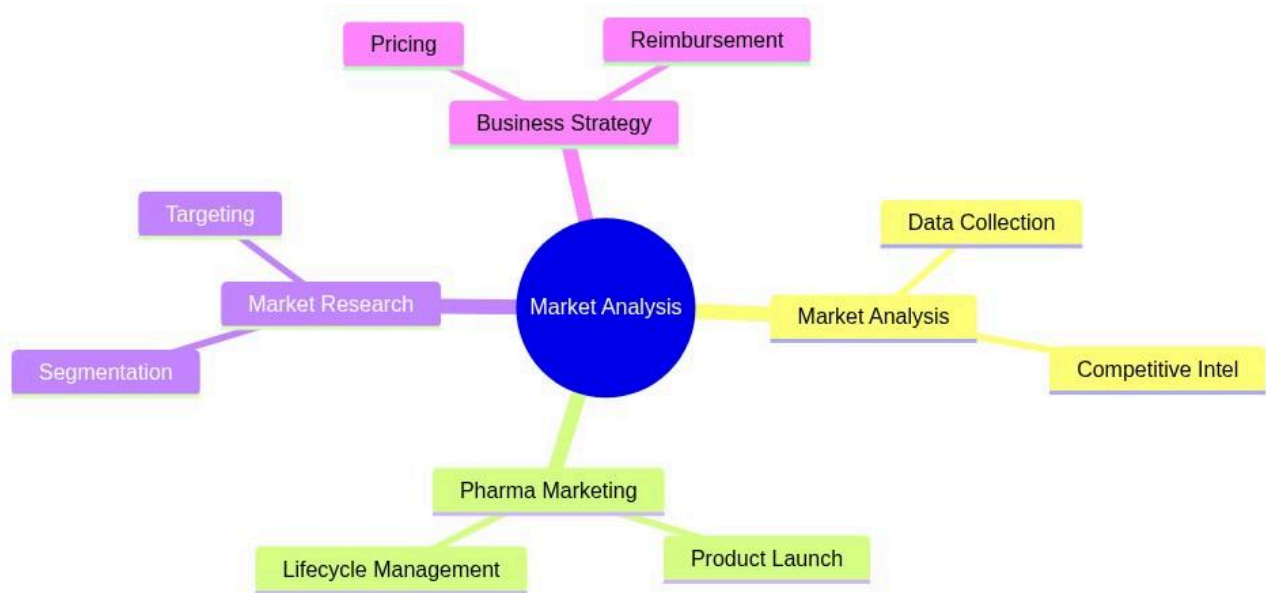 Pricing
Reimbursement
Business Strategy
Targeting
Data Collection
Market Research
Market Analysis
Market Analysis
Segmentation
Competitive Intel
Pharma Marketing
Lifecycle Management
Product Launch